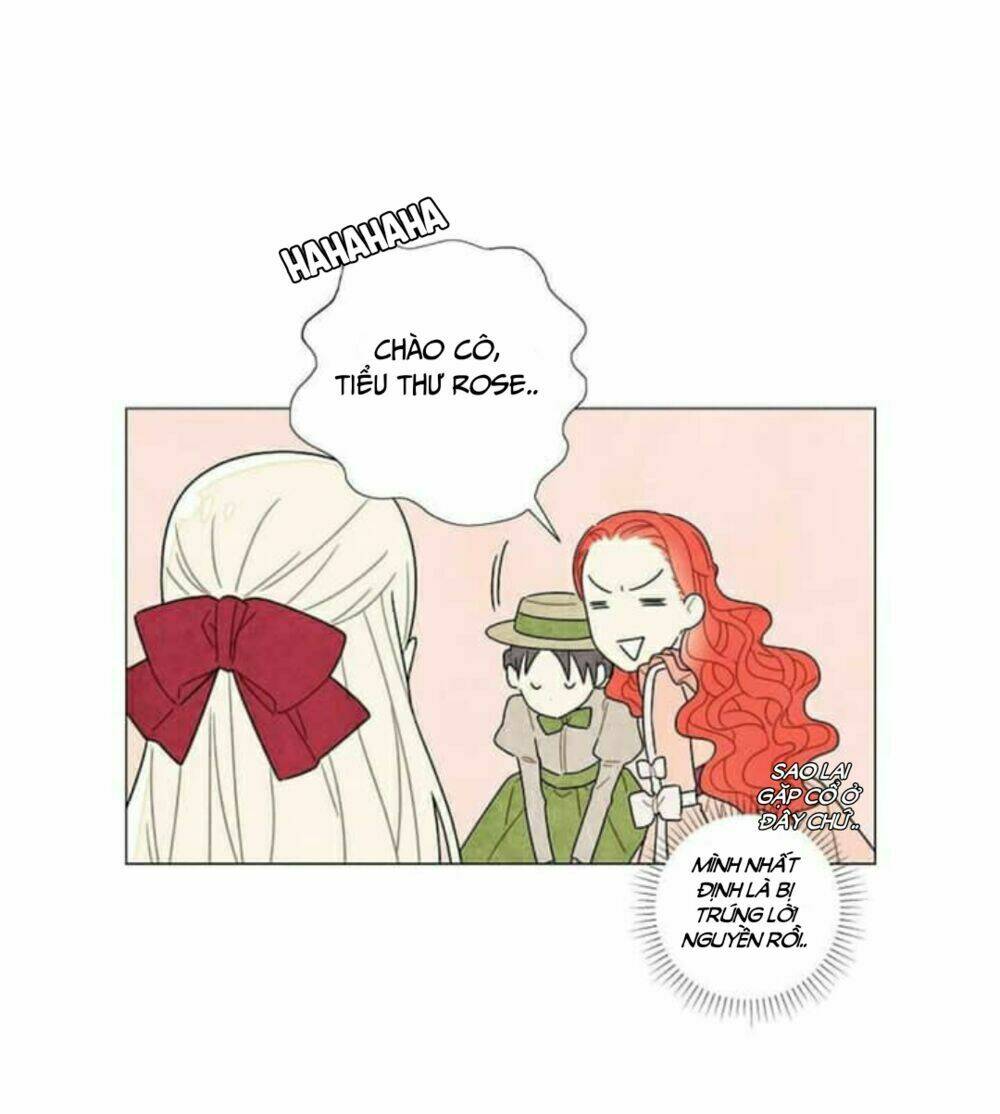 HAHAHAHA
CHÀO CÔ,
TIỂU THƯ ROSE..
SAO LẠI
GẶP CỔ Ở
ĐÂY CHỨ..
MÌNH NHẤT
ĐỊNH LÀ BỊ
TRÚNG LỜI
NGUYỀN RỒI..